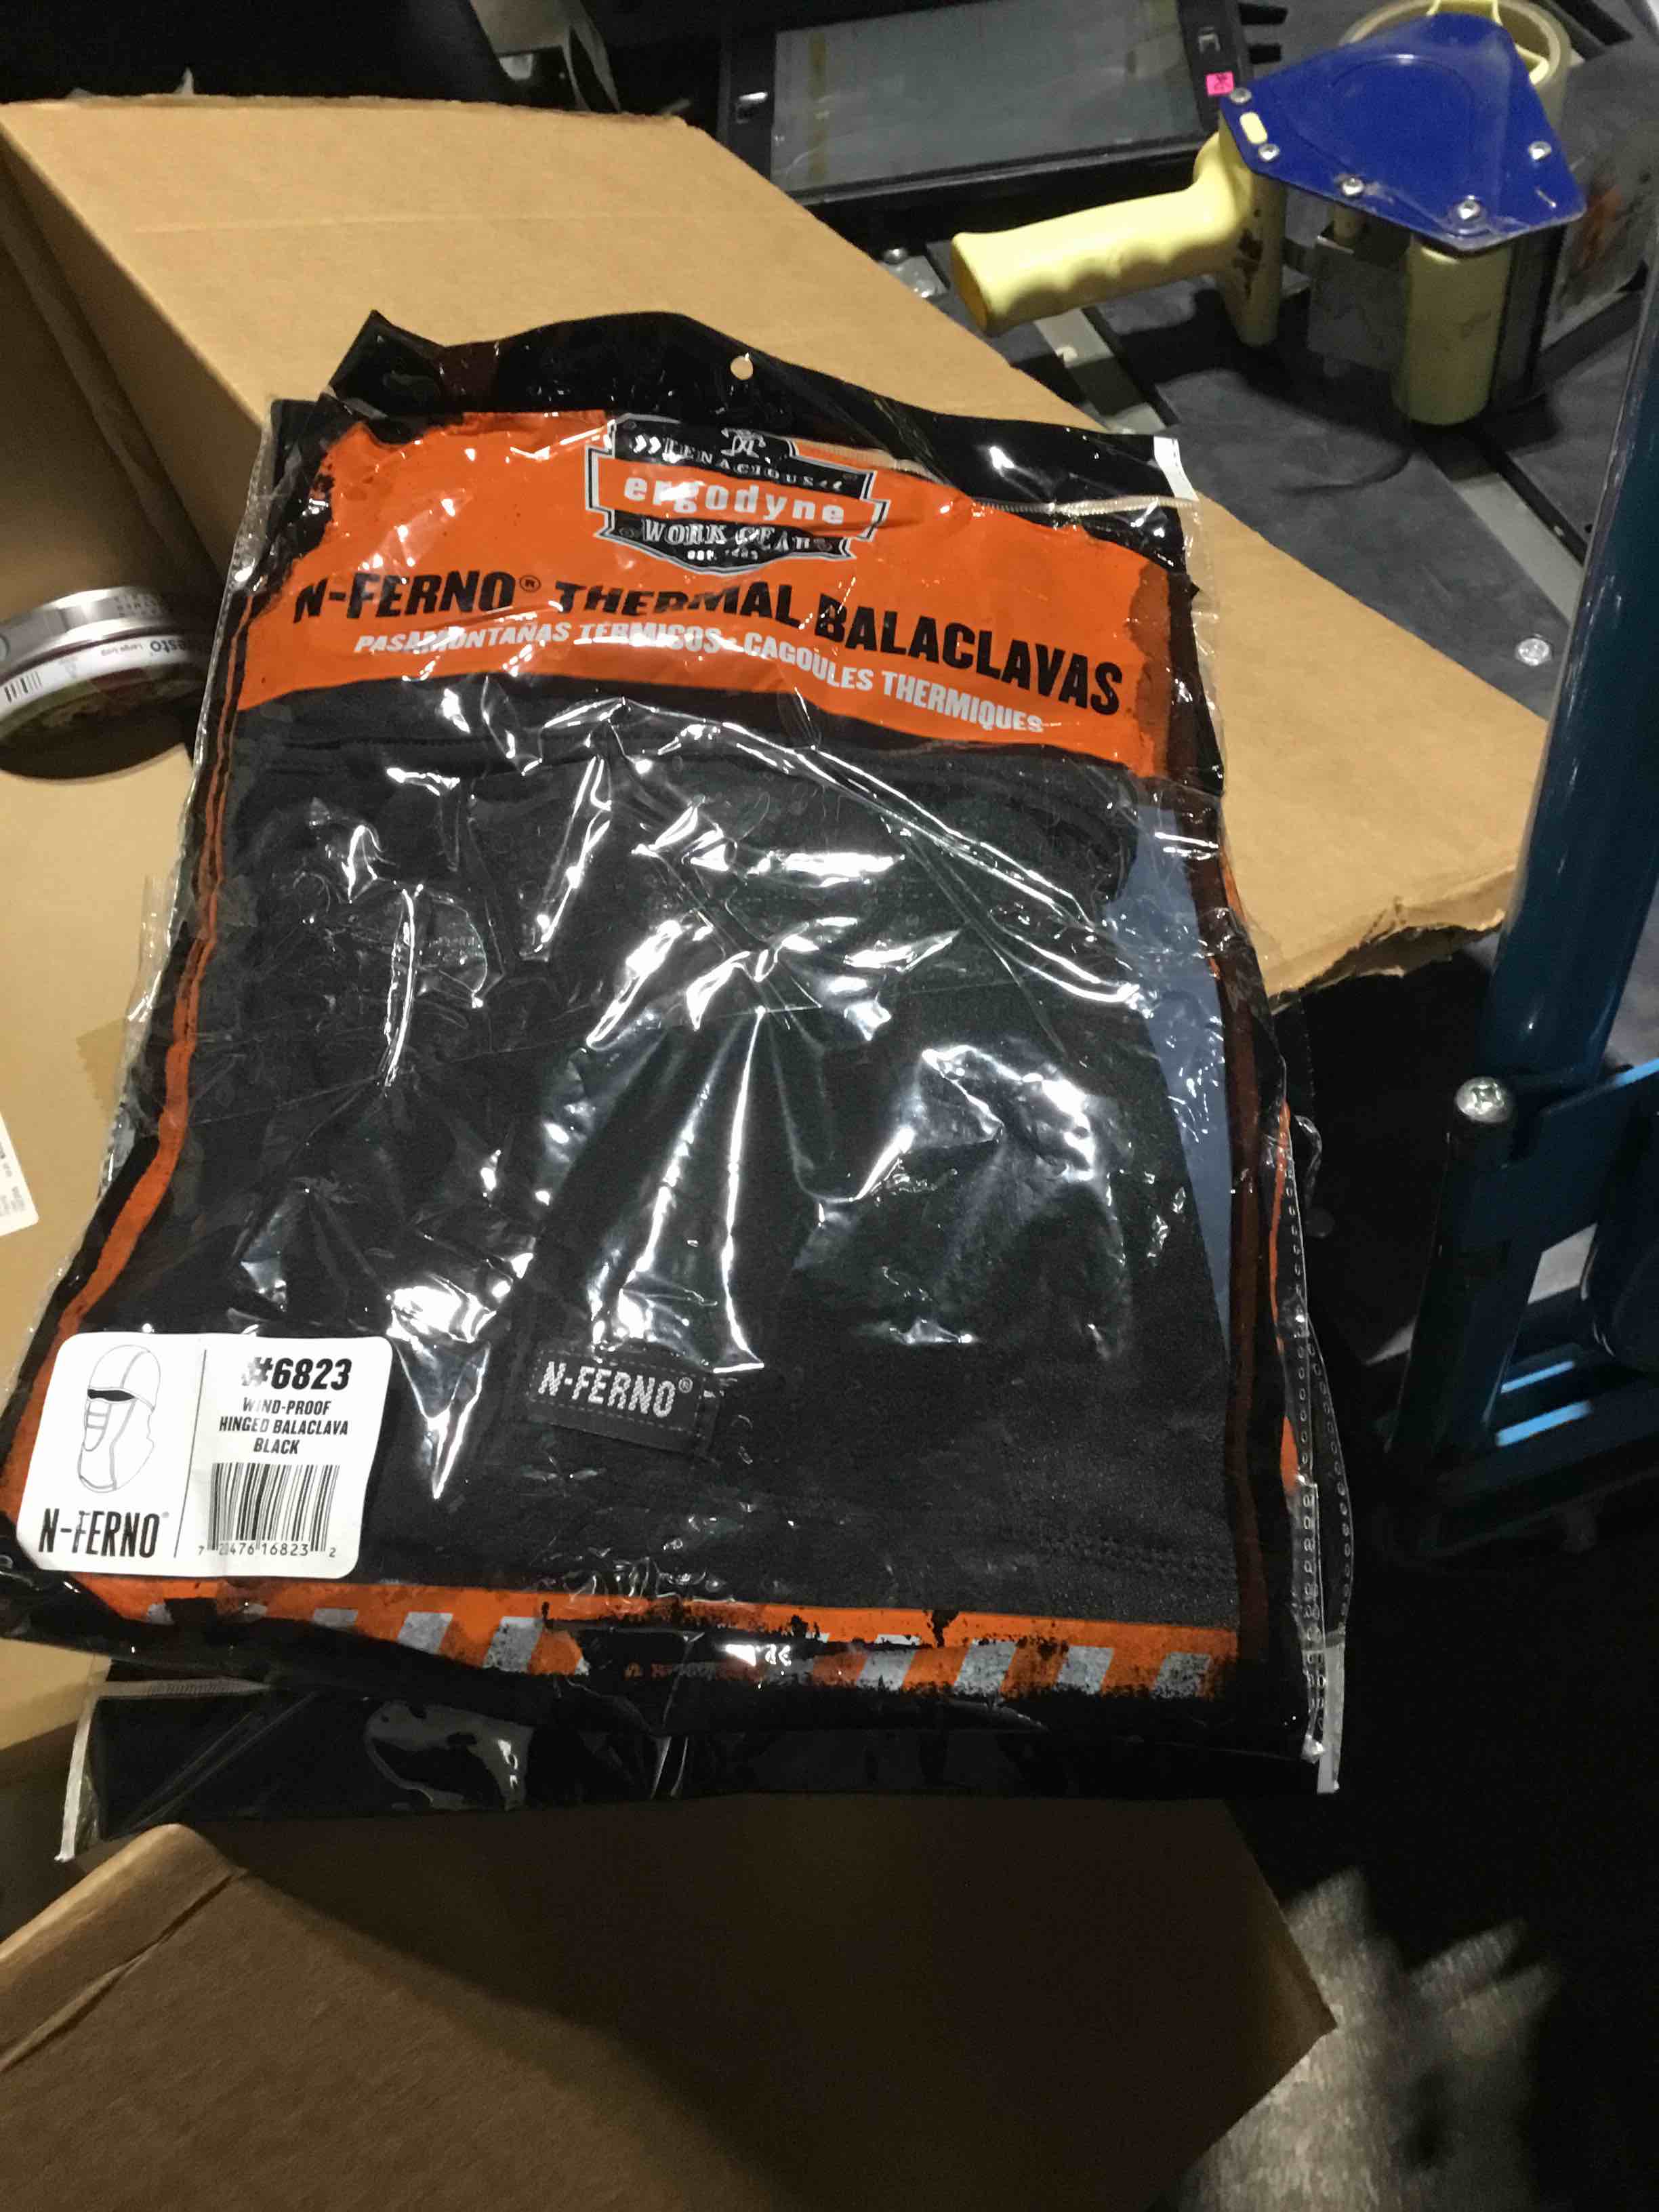 TENACIOUS
ergodyne
WORK GEAR
N-FERNO® THERMAL BALACLAVAS
PASAMONTAÑAS TÉRMICOS • CAGOULES THERMIQUES
N-FERNO®
#6823
WIND-PROOF
HINGED BALACLAVA
BLACK
N-FERNO®
7 20476 16823 2